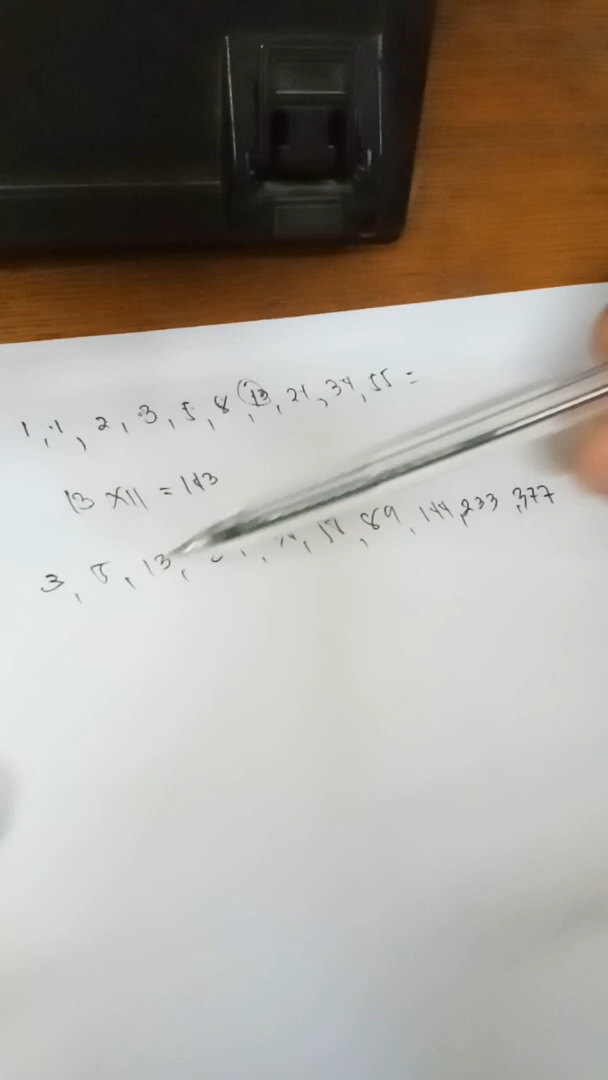 1, 1, 2, 3, 5, 8, 13, 21, 34, 55 =
13 X11 = 143
3, 5, 13, 89, 144, 233, 377